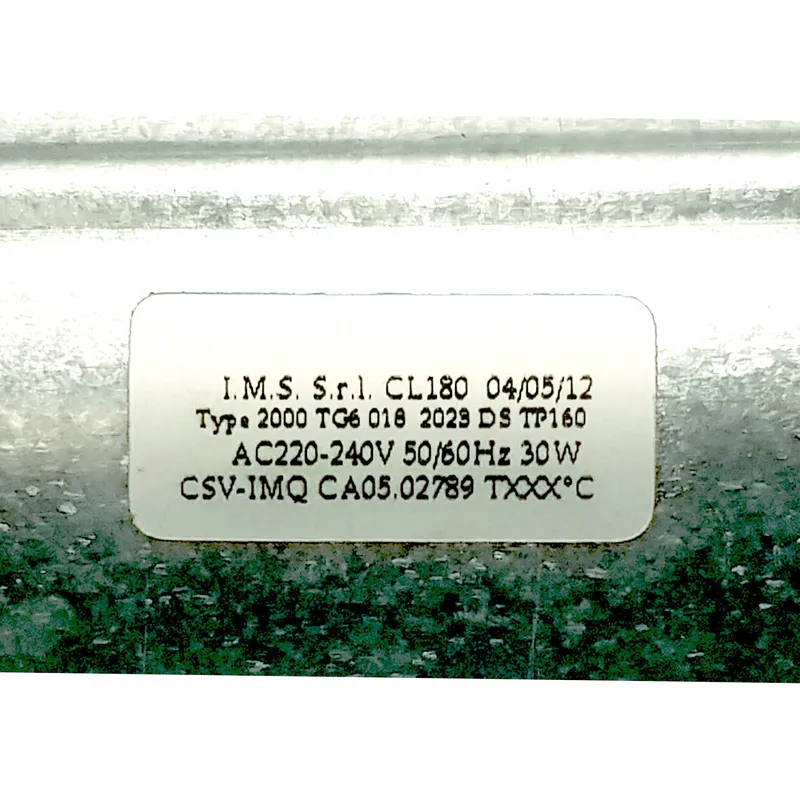 I.M.S. S.r.l. CL180 04/05/12
Type 2000 TG6 018 2023 DS TP160
AC220-240V 50/60Hz 30W
CSV-IMQ CA05.02789 TXXX°C